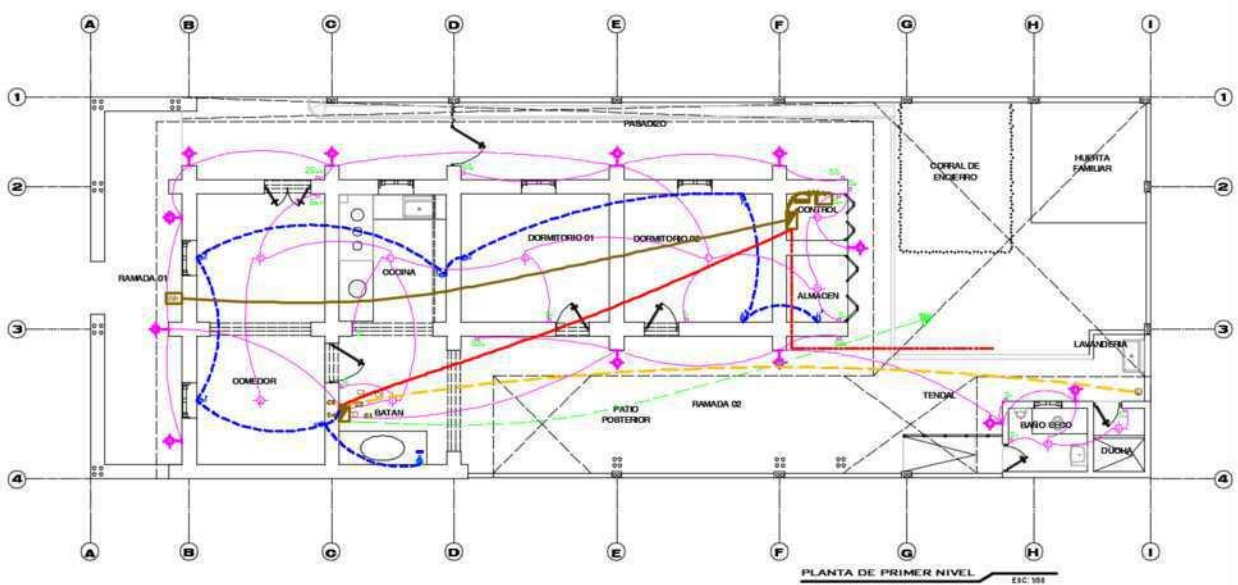 A B C D E F G H I
1 1
PASADIZO
CORRAL DE
ENCIERRO
HUERTA
FAMILIAR
2 2
CONTROL
DORMITORIO 01
DORMITORIO 02
COCINA
RAMADA 01
ALMACEN
3 3
LAVANDERIA
COMEDOR
TENDAL
RAMADA 02
BATAN
PATIO
POSTERIOR
BAÑO SECO
DUCHA
4 4
A B C D E F G H I
PLANTA DE PRIMER NIVEL